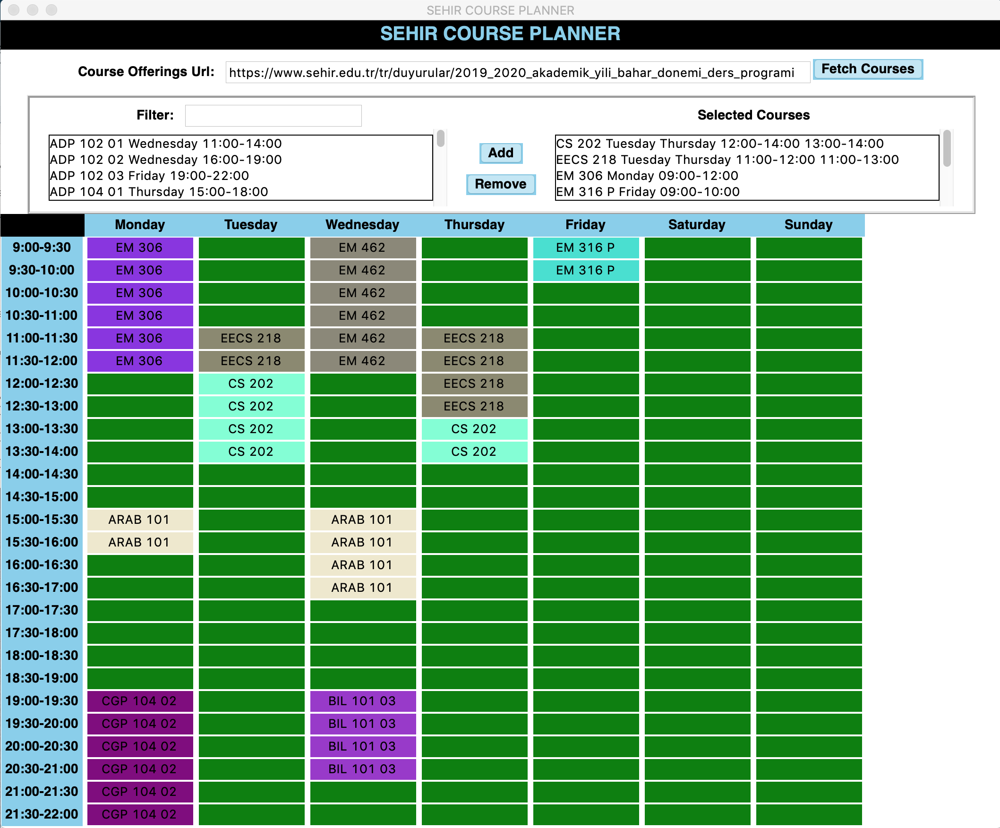 SEHIR COURSE PLANNER
SEHIR COURSE PLANNER
Course Offerings Url: https://www.sehir.edu.tr/tr/duyurular/2019_2020_akademik_yili_bahar_donemi_ders_programi Fetch Courses
Filter:
Selected Courses
ADP 102 01 Wednesday 11:00-14:00
ADP 102 02 Wednesday 16:00-19:00
ADP 102 03 Friday 19:00-22:00
ADP 104 01 Thursday 15:00-18:00
Add
Remove
CS 202 Tuesday Thursday 12:00-14:00 13:00-14:00
EECS 218 Tuesday Thursday 11:00-12:00 11:00-13:00
EM 306 Monday 09:00-12:00
EM 316 P Friday 09:00-10:00
Monday Tuesday Wednesday Thursday Friday Saturday Sunday
9:00-9:30 EM 306 EM 462 EM 316 P
9:30-10:00 EM 306 EM 462 EM 316 P
10:00-10:30 EM 306 EM 462
10:30-11:00 EM 306 EM 462
11:00-11:30 EM 306 EECS 218 EM 462 EECS 218
11:30-12:00 EM 306 EECS 218 EM 462 EECS 218
12:00-12:30 CS 202 EECS 218
12:30-13:00 CS 202 EECS 218
13:00-13:30 CS 202 CS 202
13:30-14:00 CS 202 CS 202
14:00-14:30
14:30-15:00
15:00-15:30 ARAB 101 ARAB 101
15:30-16:00 ARAB 101 ARAB 101
16:00-16:30 ARAB 101
16:30-17:00 ARAB 101
17:00-17:30
17:30-18:00
18:00-18:30
18:30-19:00
19:00-19:30 CGP 104 02 BIL 101 03
19:30-20:00 CGP 104 02 BIL 101 03
20:00-20:30 CGP 104 02 BIL 101 03
20:30-21:00 CGP 104 02 BIL 101 03
21:00-21:30 CGP 104 02
21:30-22:00 CGP 104 02